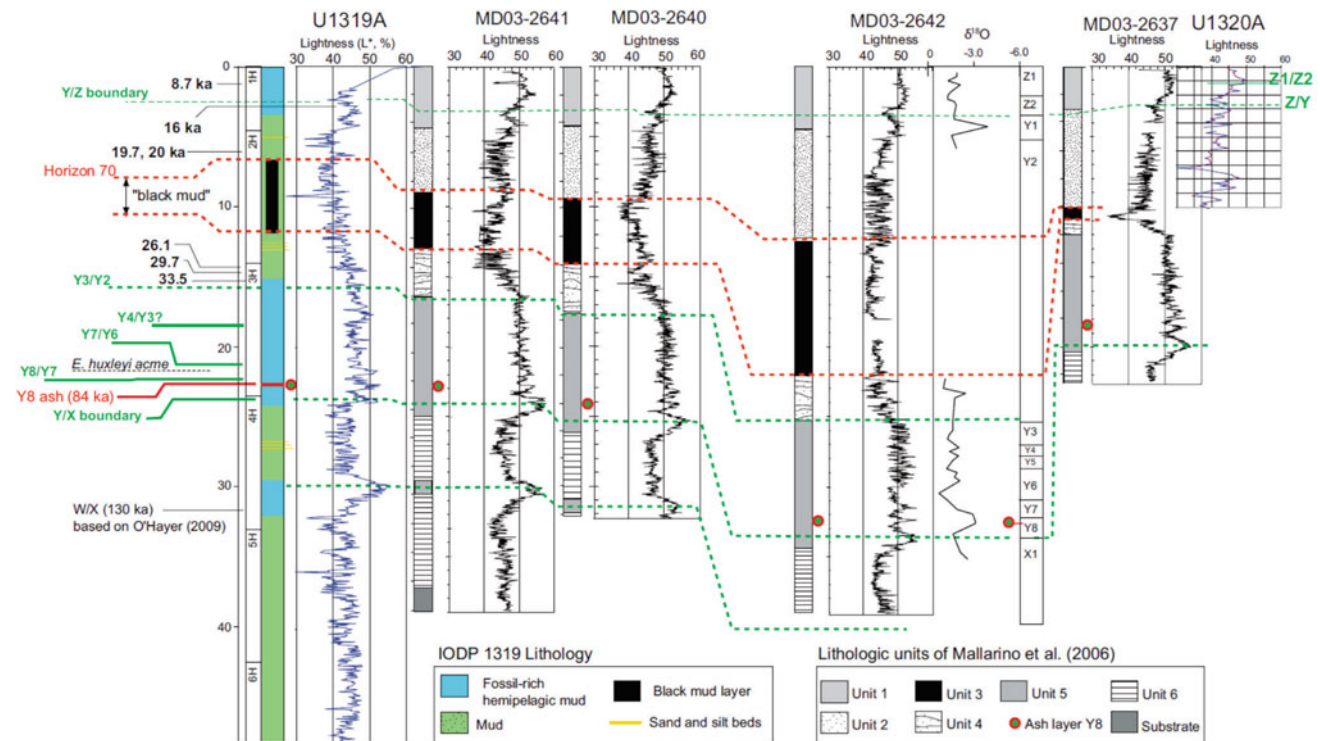 U1319A
MD03-2641
MD03-2640
MD03-2642
MD03-2637
U1320A
Lightness (L*, %)
Lightness
Lightness
Lightness
δ18O
Lightness
30 40 50 60
30 40 50 60
30 40 50 60
30 40 50 60
0 -3.0 -6.0
30 40 50 60
30 40 50 60
0
10
20
30
40
1H
2H
3H
4H
5H
6H
8.7 ka
Y/Z boundary
16 ka
19.7, 20 ka
Horizon 70
"black mud"
26.1
29.7
33.5
Y3/Y2
Y4/Y3?
Y7/Y6
E. huxleyi acme
Y8/Y7
Y8 ash (84 ka)
Y/X boundary
W/X (130 ka)
based on O'Hayer (2009)
Z1
Z2
Y1
Y2
Y3
Y4
Y5
Y6
Y7
Y8
X1
Z1/Z2
Z/Y
IODP 1319 Lithology
Fossil-rich
hemipelagic mud
Black mud layer
Mud
Sand and silt beds
Lithologic units of Mallarino et al. (2006)
Unit 1
Unit 3
Unit 5
Unit 6
Unit 2
Unit 4
Ash layer Y8
Substrate